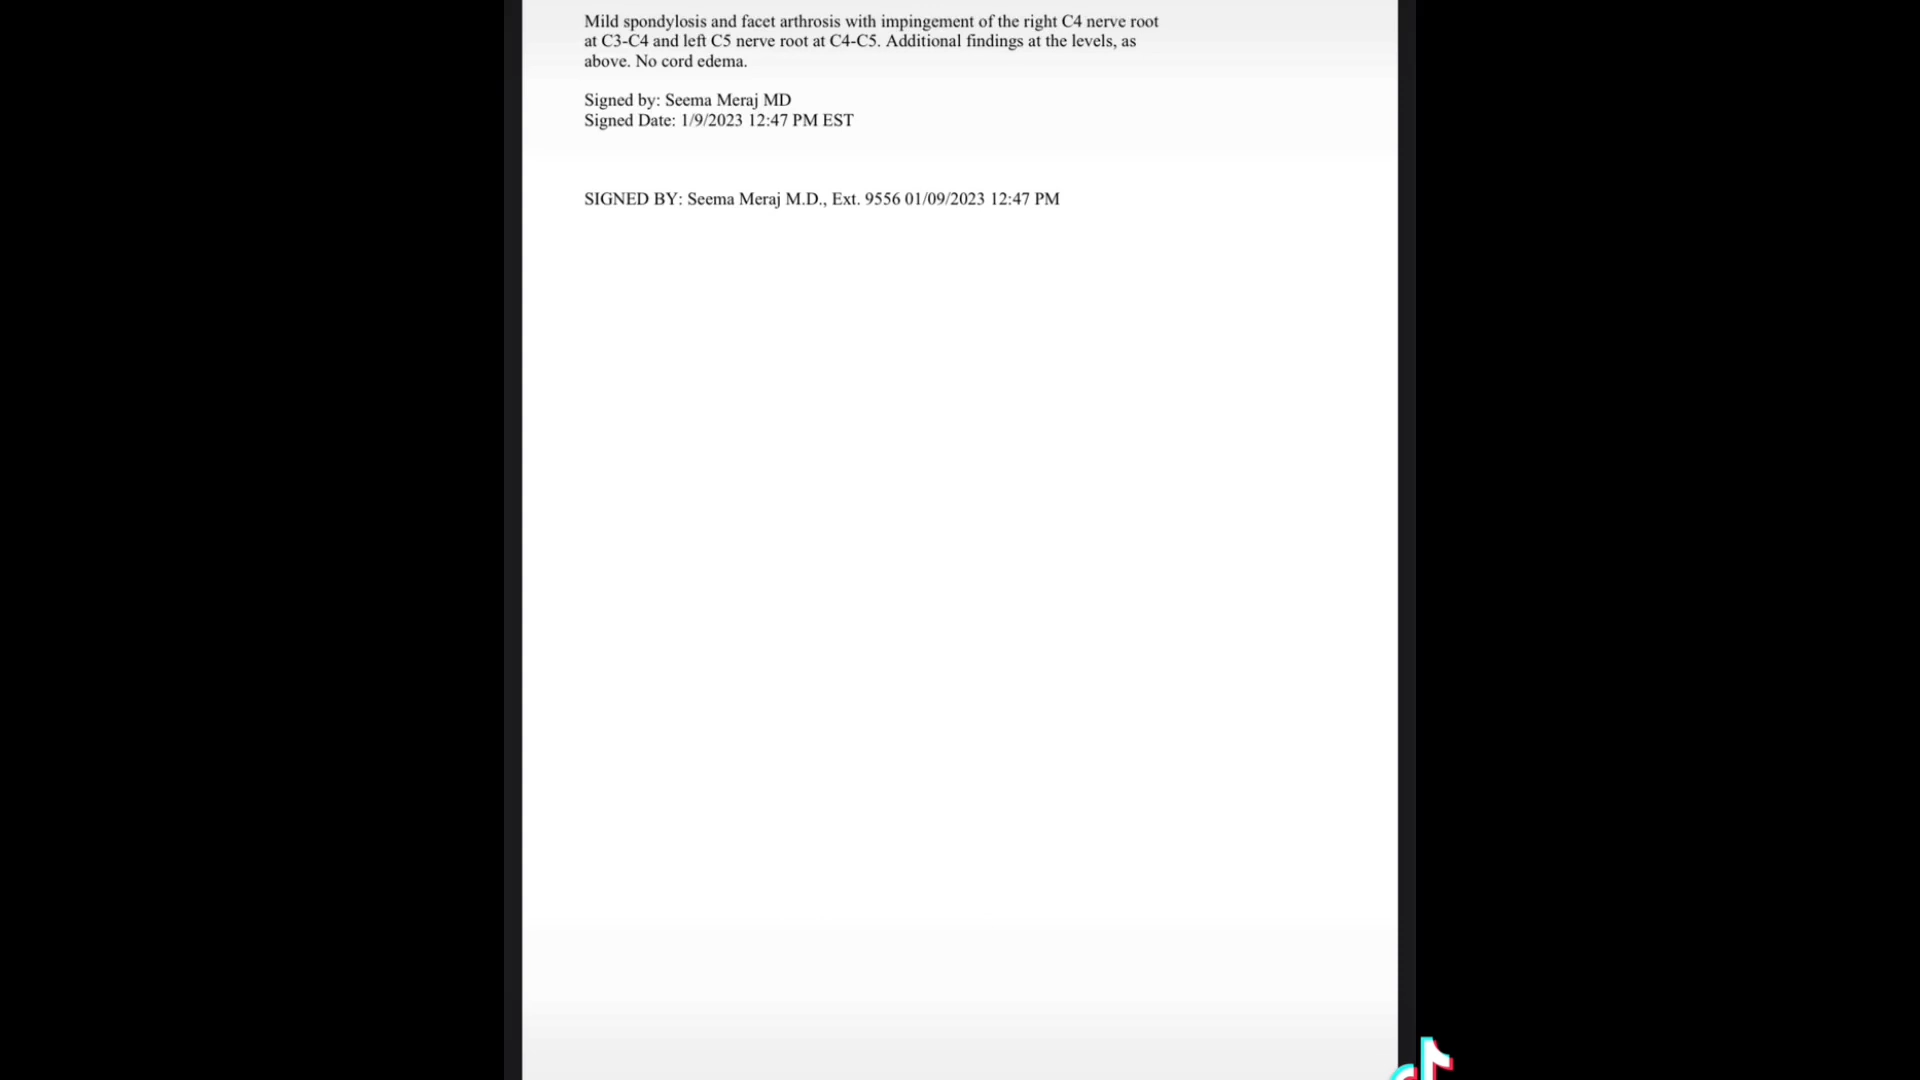 Mild spondylosis and facet arthrosis with impingement of the right C4 nerve root
at C3-C4 and left C5 nerve root at C4-C5. Additional findings at the levels, as
above. No cord edema.
Signed by: Seema Meraj MD
Signed Date: 1/9/2023 12:47 PM EST
SIGNED BY: Seema Meraj M.D., Ext. 9556 01/09/2023 12:47 PM